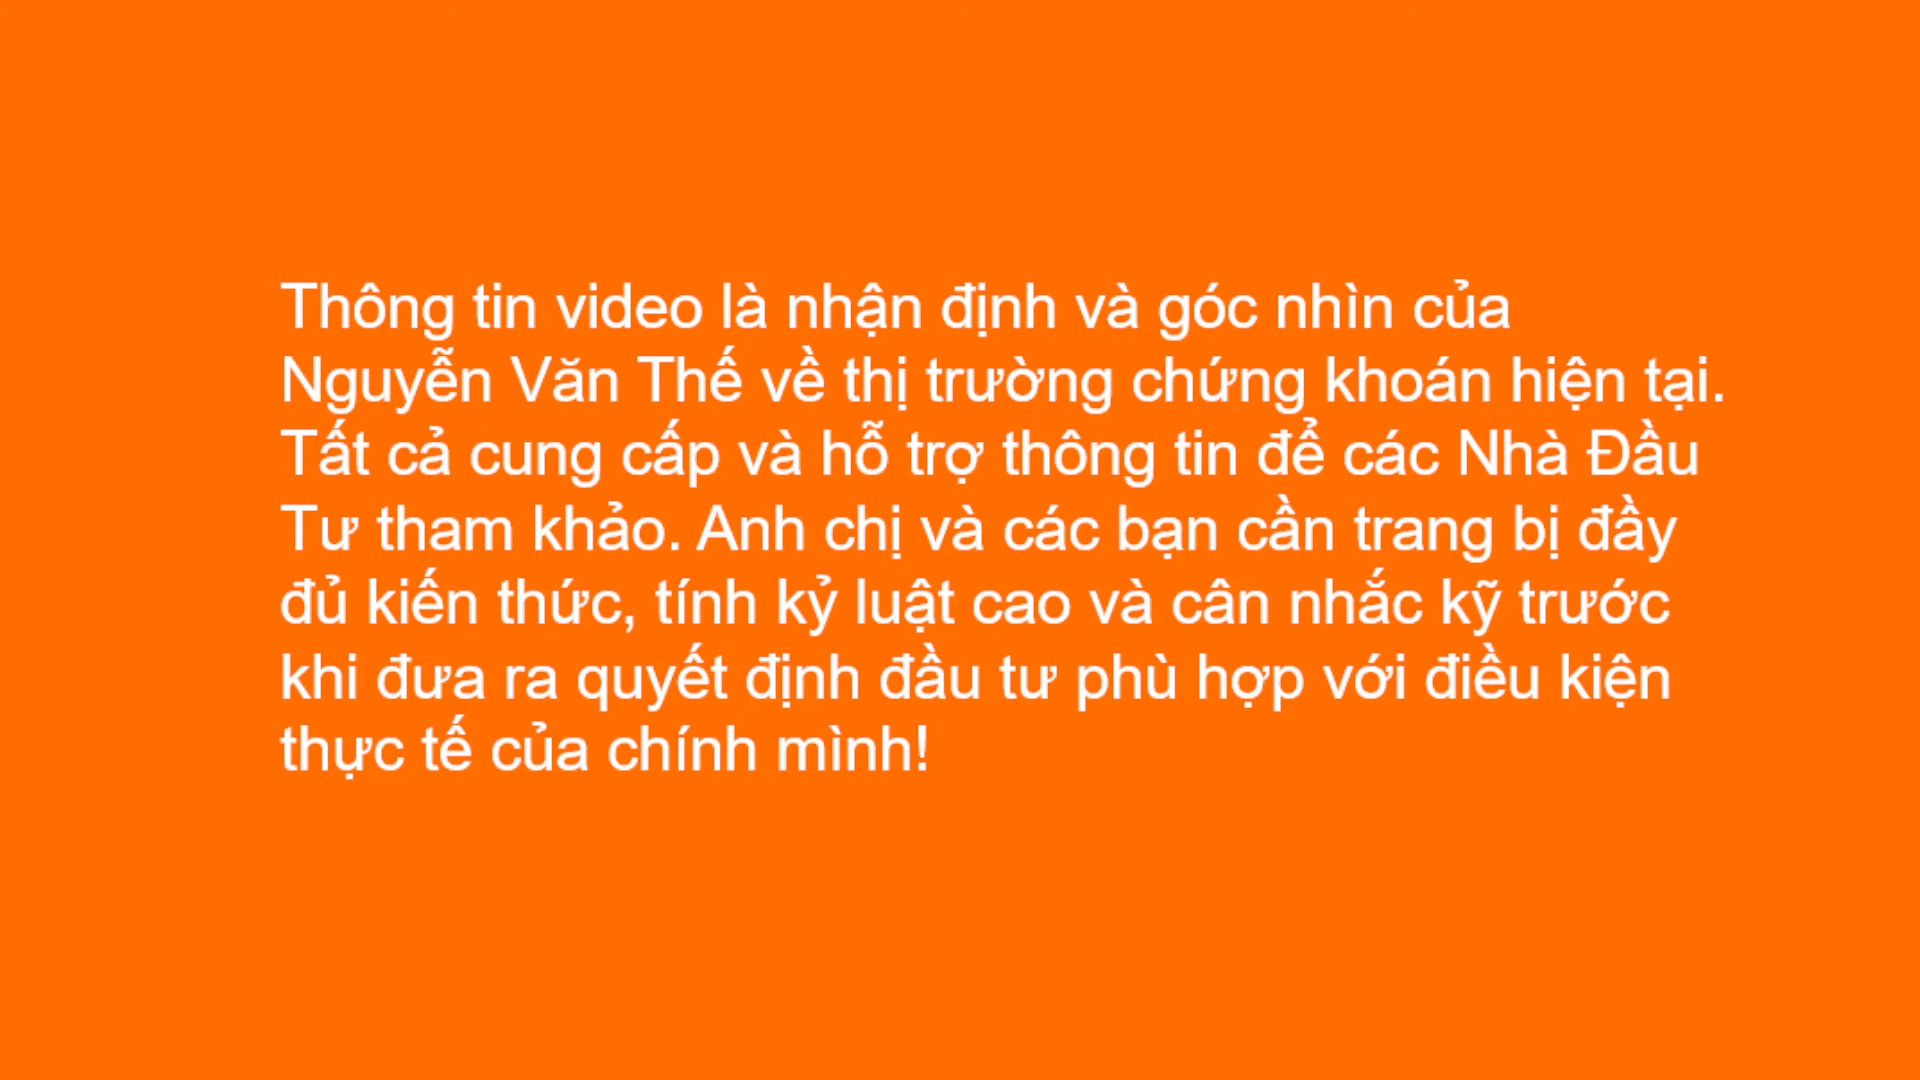 Thông tin video là nhận định và góc nhìn của
Nguyễn Văn Thế về thị trường chứng khoán hiện tại.
Tất cả cung cấp và hỗ trợ thông tin để các Nhà Đầu
Tư tham khảo. Anh chị và các bạn cần trang bị đầy
đủ kiến thức, tính kỷ luật cao và cân nhắc kỹ trước
khi đưa ra quyết định đầu tư phù hợp với điều kiện
thực tế của chính mình!